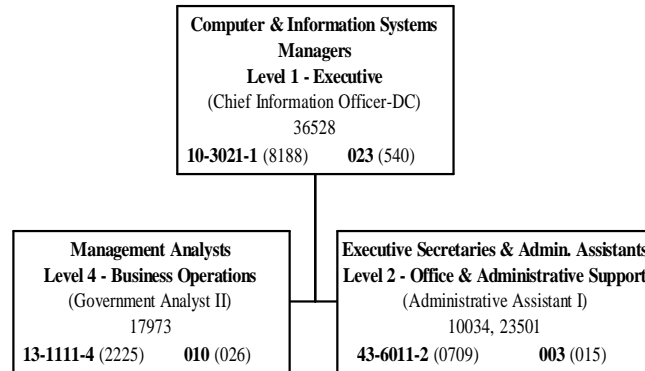 Computer & Information Systems
Managers
Level 1 - Executive
(Chief Information Officer-DC)
36528
10-3021-1 (8188) 023 (540)
Management Analysts
Level 4 - Business Operations
(Government Analyst II)
17973
13-1111-4 (2225) 010 (026)
Executive Secretaries & Admin. Assistants
Level 2 - Office & Administrative Support
(Administrative Assistant I)
10034, 23501
43-6011-2 (0709) 003 (015)